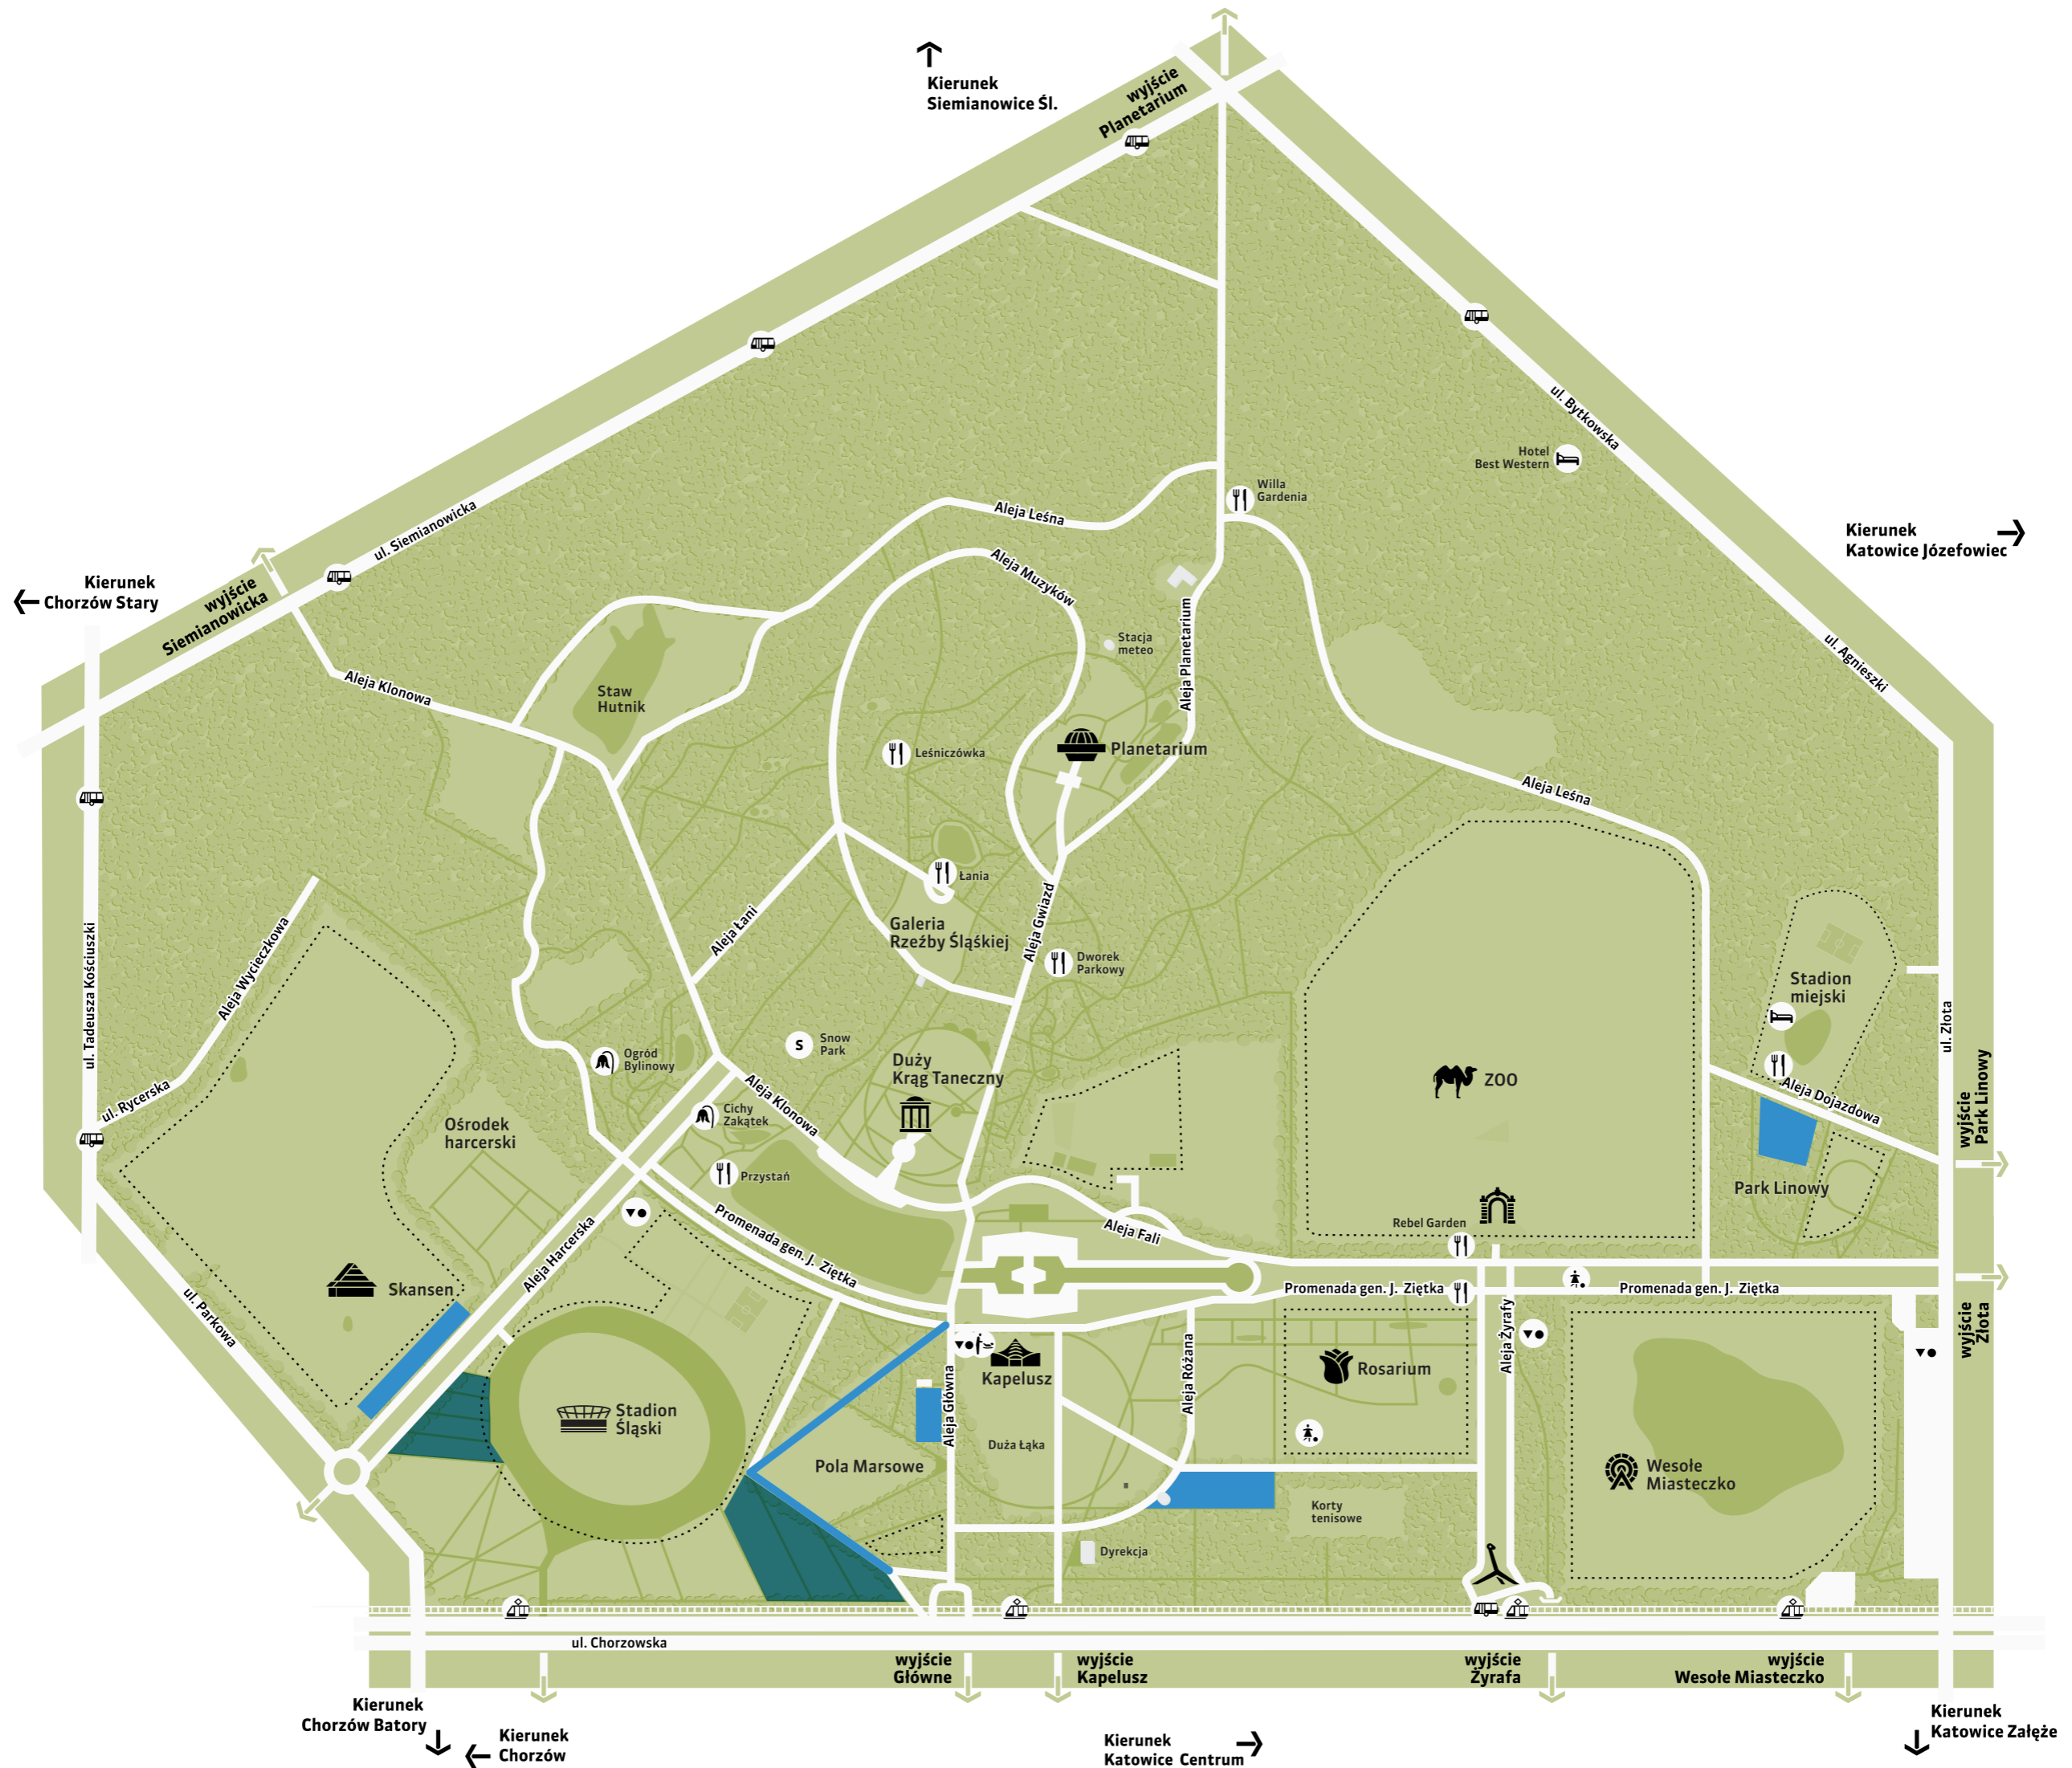 Kierunek
Siemianowice Śl.
wyjście
Planetarium
ul. Bytkowska
Hotel
Best Western
Willa
Gardenia
Aleja Leśna
ul. Siemianowicka
Kierunek
Katowice Józefowiec
Kierunek
Chorzów Stary
wyjście
Siemianowicka
Aleja Muzyków
Aleja Planetarium
Stacja
meteo
ul. Agnieszki
Aleja Klonowa
Staw
Hutnik
Leśniczówka
Planetarium
Aleja Leśna
Łania
Aleja Łani
Galeria
Rzeźby Śląśkiej
Aleja Gwiazd
Dworek
Parkowy
Aleja Wycieczkowa
ul. Tadeusza Kościuszki
Stadion
miejski
ul. Złota
S
Snow
Park
Ogród
Bylinowy
Duży
Krąg Taneczny
ZOO
ul. Rycerska
Ośrodek
harcerski
Cichy
Zakątek
Aleja Klonowa
Aleja Dojazdowa
wyjście
Park Linowy
Przystań
Park Linowy
Promenada gen. J. Ziętka
Aleja Fali
Rebel Garden
Aleja Harcerska
Skansen
ul. Parkowa
Promenada gen. J. Ziętka
Promenada gen. J. Ziętka
wyjście
Złota
Kapelusz
Aleja Główna
Aleja Różana
Rosarium
Aleja Żyrafy
Stadion
Śląski
Duża Łąka
Pola Marsowe
Wesołe
Miasteczko
Korty
tenisowe
Dyrekcja
ul. Chorzowska
wyjście
Główne
wyjście
Kapelusz
wyjście
Żyrafa
wyjście
Wesołe Miasteczko
Kierunek
Chorzów Batory
Kierunek
Chorzów
Kierunek
Katowice Centrum
Kierunek
Katowice Załęże